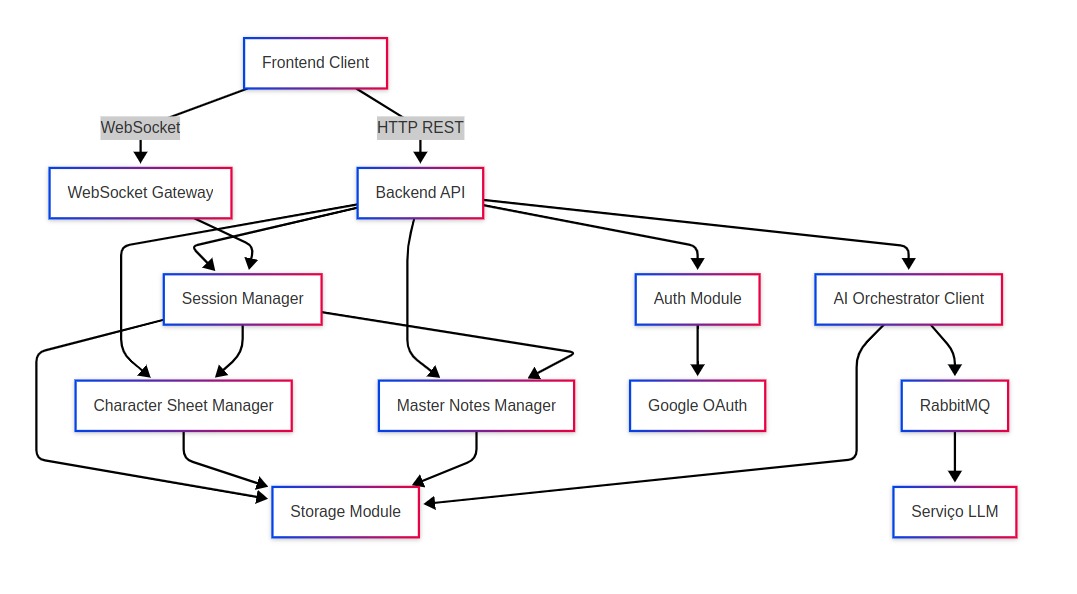 Frontend Client
WebSocket
HTTP REST
WebSocket Gateway
Backend API
Session Manager
Auth Module
AI Orchestrator Client
Character Sheet Manager
Master Notes Manager
Google OAuth
RabbitMQ
Storage Module
Serviço LLM